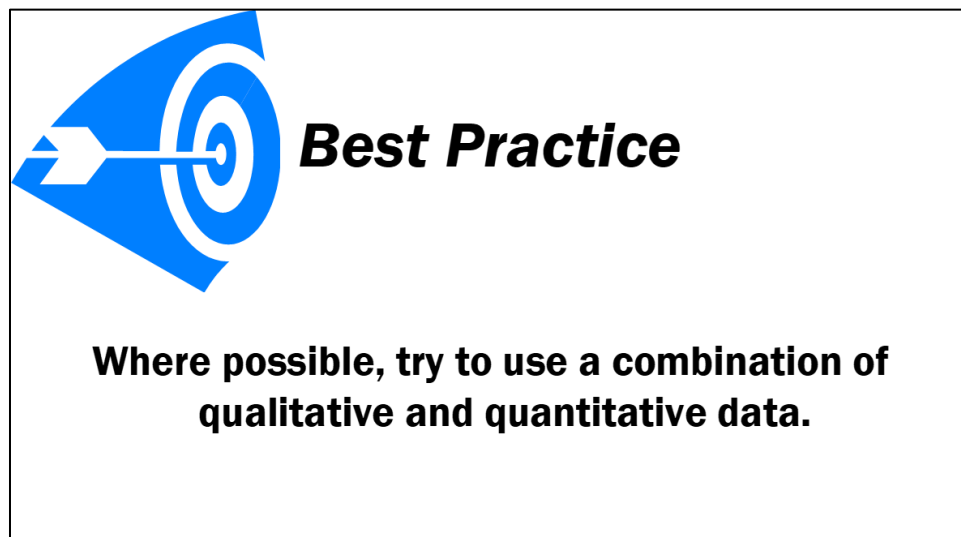 Best Practice
Where possible, try to use a combination of
qualitative and quantitative data.